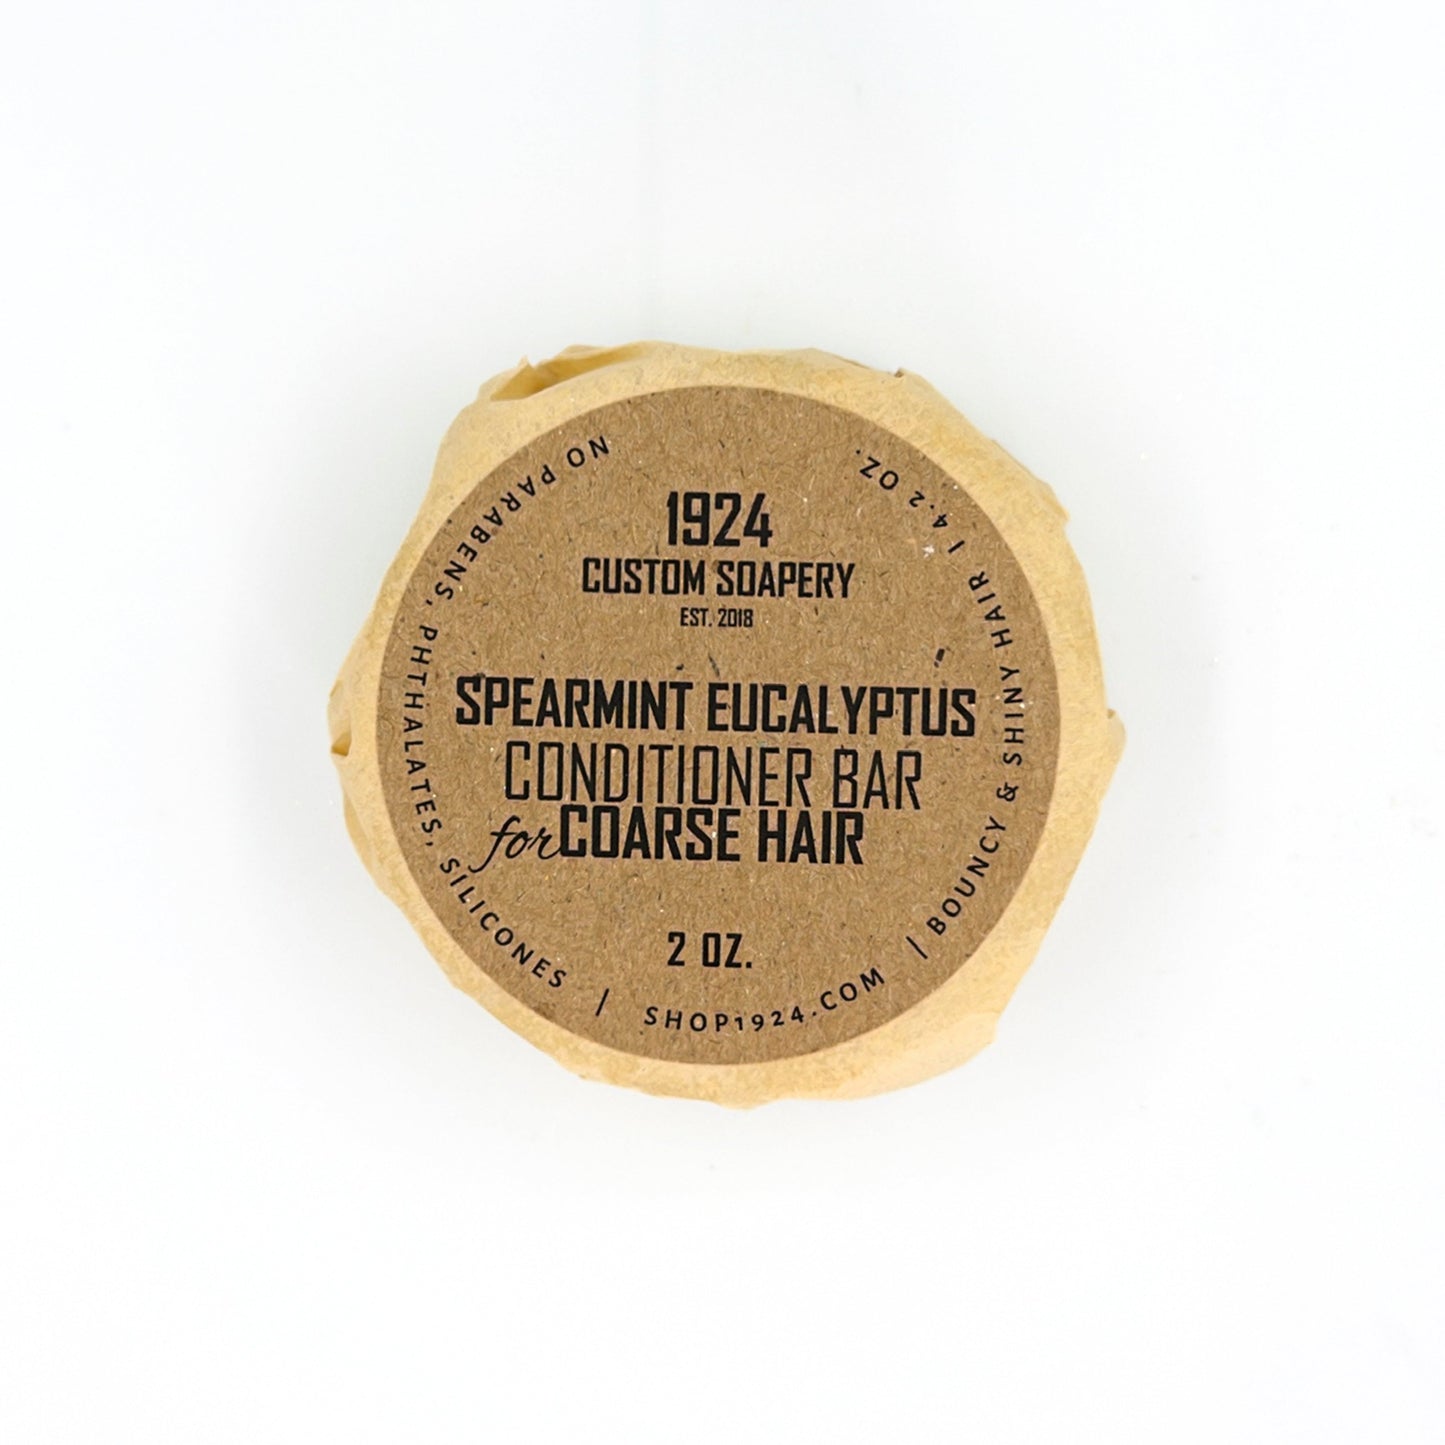 1924
CUSTOM SOAPERY
EST. 2018
SPEARMINT EUCALYPTUS
CONDITIONER BAR
for COARSE HAIR
2 OZ.
NO PARABENS, PHTHALATES, SILICONES | SHOP1924.COM | BOUNCY & SHINY HAIR | 4.2 OZ.